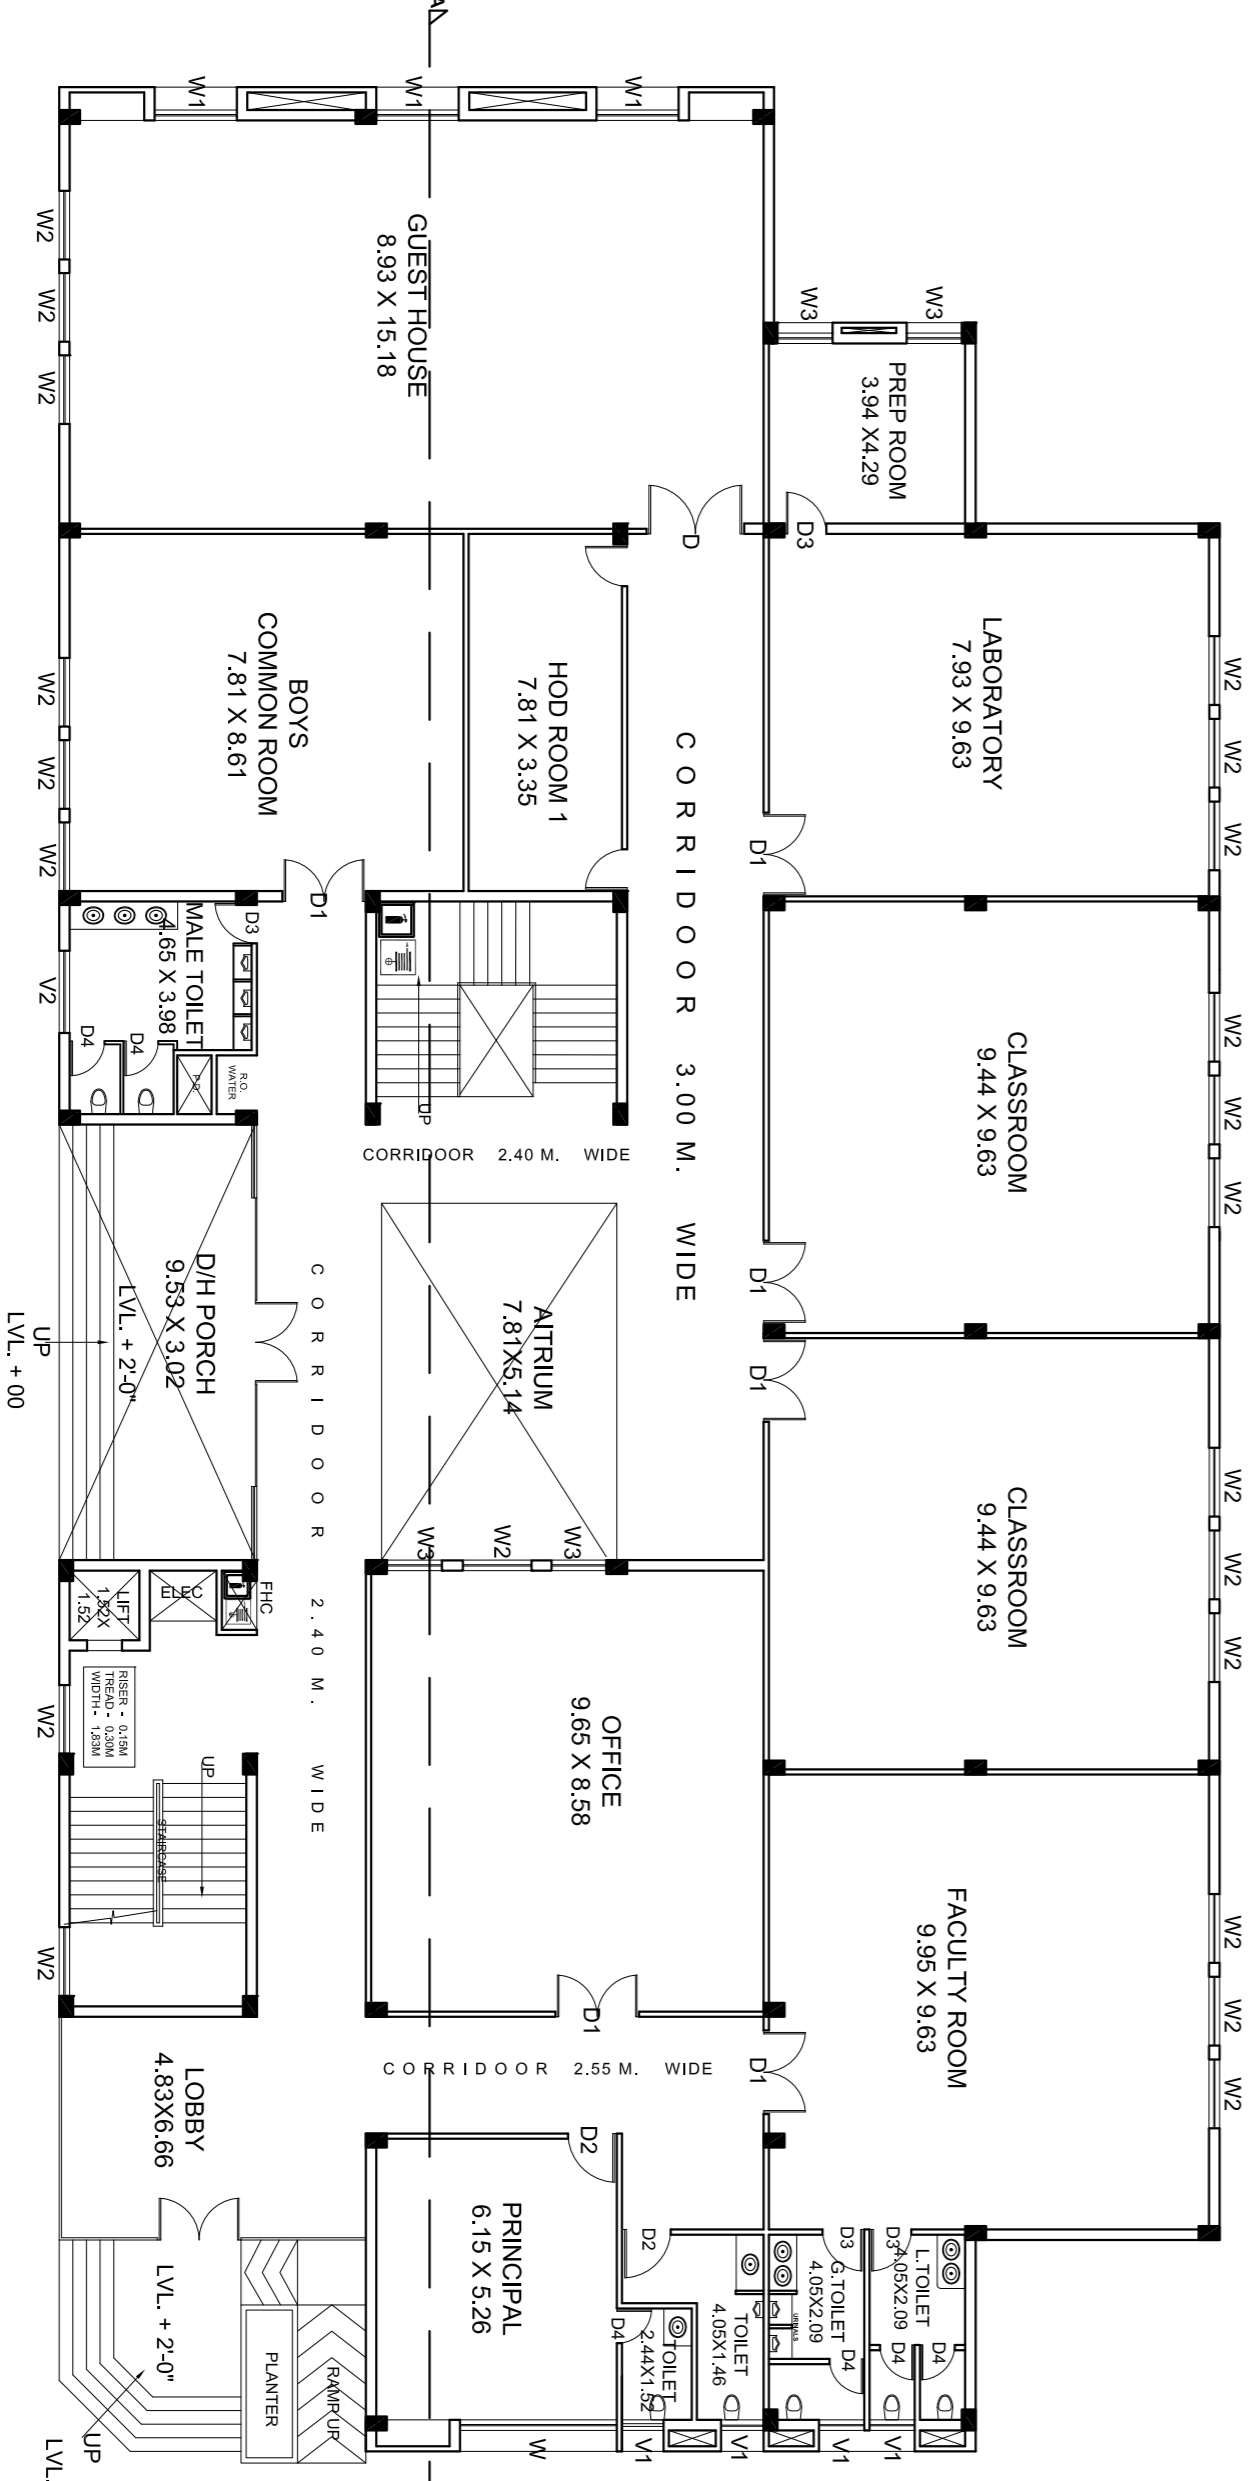 W1
W1
W1
W2
W2
W2
GUEST HOUSE
8.93 X 15.18
W3
W3
PREP ROOM
3.94 X4.29
D
D3
BOYS
COMMON ROOM
7.81 X 8.61
HOD ROOM 1
7.81 X 3.35
LABORATORY
7.93 X 9.63
W2
W2
W2
W2
W2
W2
D1
D1
CORRIDOOR 3.00 M. WIDE
MALE TOILET
4.65 X 3.98
D3
D4
D4
V2
R.O.
WATER
P.D.
UP
CORRIDOOR 2.40 M. WIDE
CLASSROOM
9.44 X 9.63
W2
W2
W2
D1
D/H PORCH
9.53 X 3.02
LVL. + 2'-0"
UP
LVL. + 00
AITRIUM
7.81X5.14
D1
W3
W2
W3
CLASSROOM
9.44 X 9.63
W2
W2
W2
CORRIDOOR 2.40 M. WIDE
FHC
ELEC
LIFT
1.52X
1.52
RISER - 0.15M
TREAD - 0.30M
WIDTH - 1.83M
W2
UP
STAIRCASE
W2
OFFICE
9.65 X 8.58
D1
FACULTY ROOM
9.95 X 9.63
W2
W2
W2
D1
CORRIDOOR 2.55 M. WIDE
LOBBY
4.83X6.66
LVL. + 2'-0"
UP
LVL.
PLANTER
RAMP UP
D2
PRINCIPAL
6.15 X 5.26
W
D2
D4
TOILET
2.44X1.52
TOILET
4.05X1.46
V1
V1
D3
G.TOILET
4.05X2.09
URINALS
D4
V1
D3
L.TOILET
4.05X2.09
D4
D4
V1